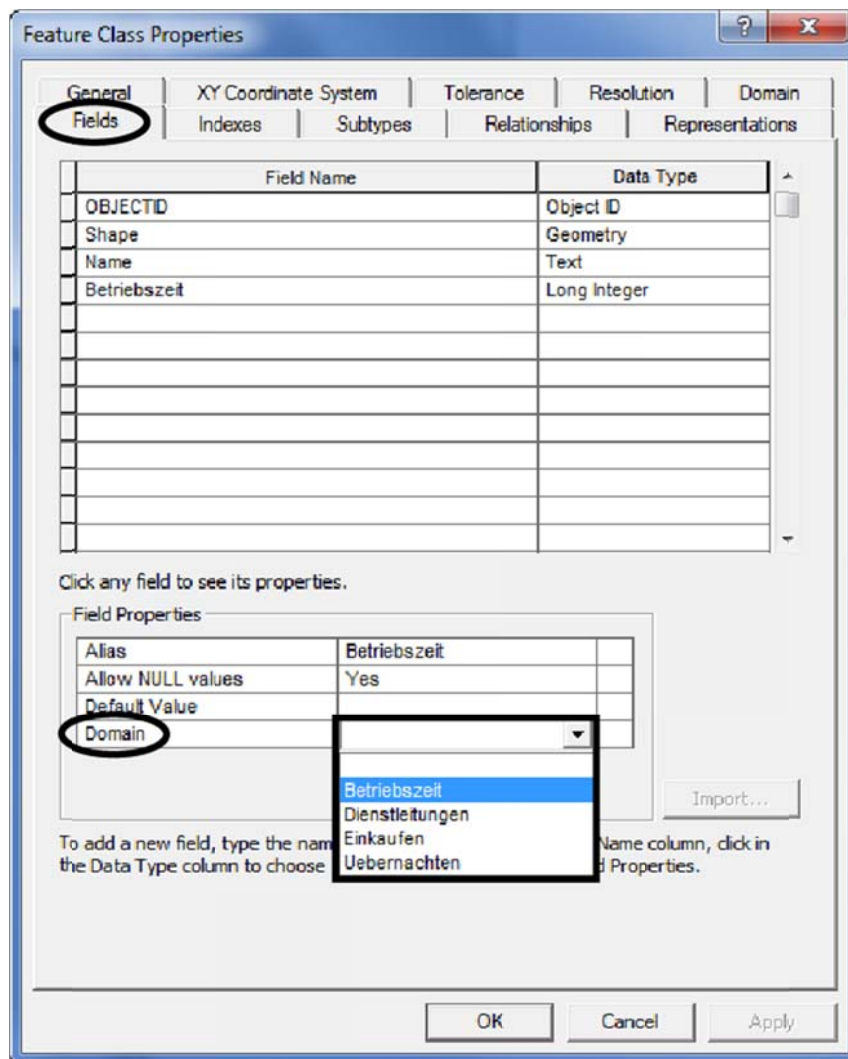 Feature Class Properties
?
General XY Coordinate System Tolerance Resolution Domain
Fields Indexes Subtypes Relationships Representations
Field Name Data Type
OBJECTID Object ID
Shape Geometry
Name Text
Betriebszeit Long Integer
Click any field to see its properties.
Field Properties
Alias Betriebszeit
Allow NULL values Yes
Default Value
Domain
Betriebszeit
Dienstleitungen
Einkaufen
Uebernachten
Import...
To add a new field, type the nam Name column, click in
the Data Type column to choose d Properties.
OK Cancel Apply